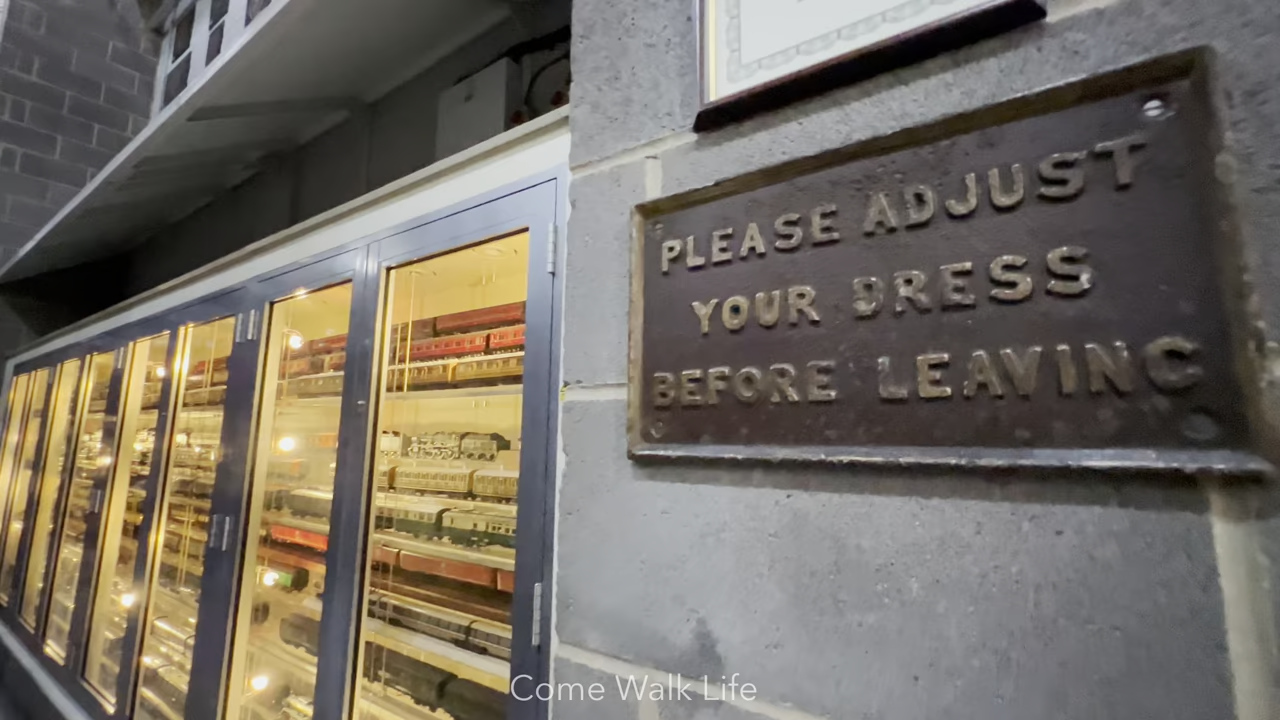 PLEASE ADJUST
YOUR DRESS
BEFORE LEAVING
Come Walk Life